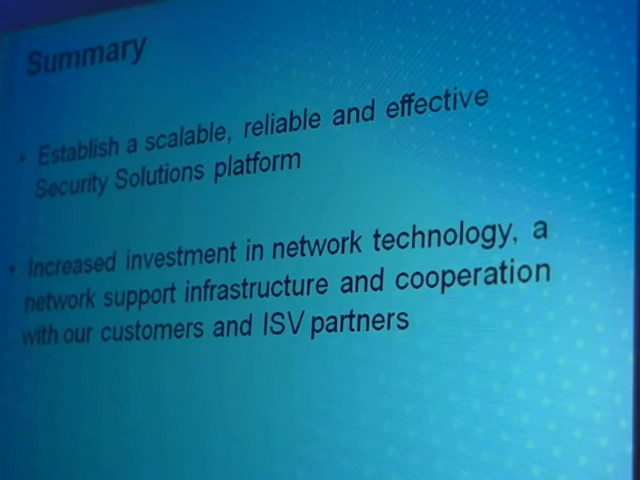 Summary
• Establish a scalable, reliable and effective
Security Solutions platform
• Increased investment in network technology, a
network support infrastructure and cooperation
with our customers and ISV partners